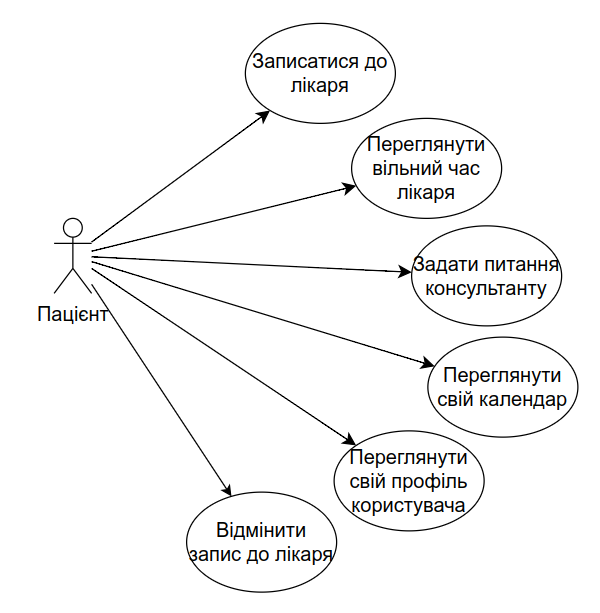 Записатися до
лікаря
Переглянути
вільний час
лікаря
Задати питання
консультанту
Пацієнт
Переглянути
свій календар
Переглянути
свій профіль
користувача
Відмінити
запис до лікаря